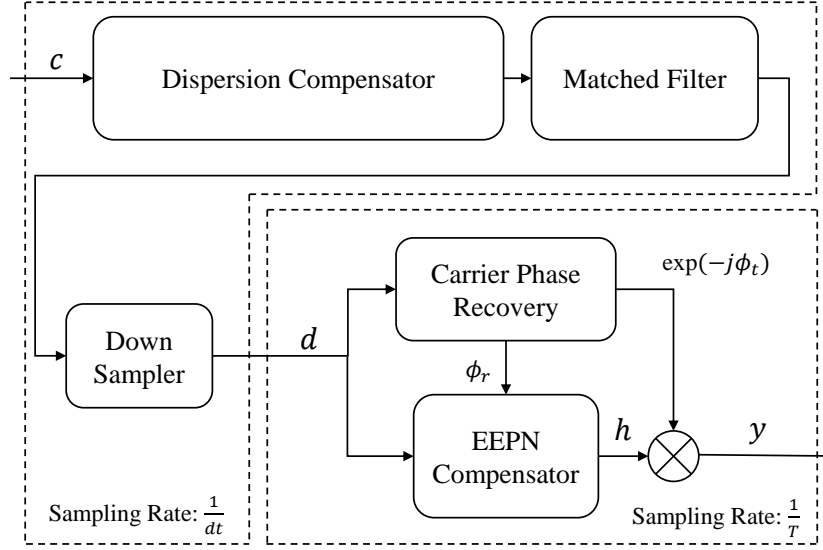 c
Dispersion Compensator
Matched Filter
Down
Sampler
d
Carrier Phase
Recovery
exp(−jϕ_t)
ϕ_r
EEPN
Compensator
h
y
Sampling Rate: 1/dt
Sampling Rate: 1/T